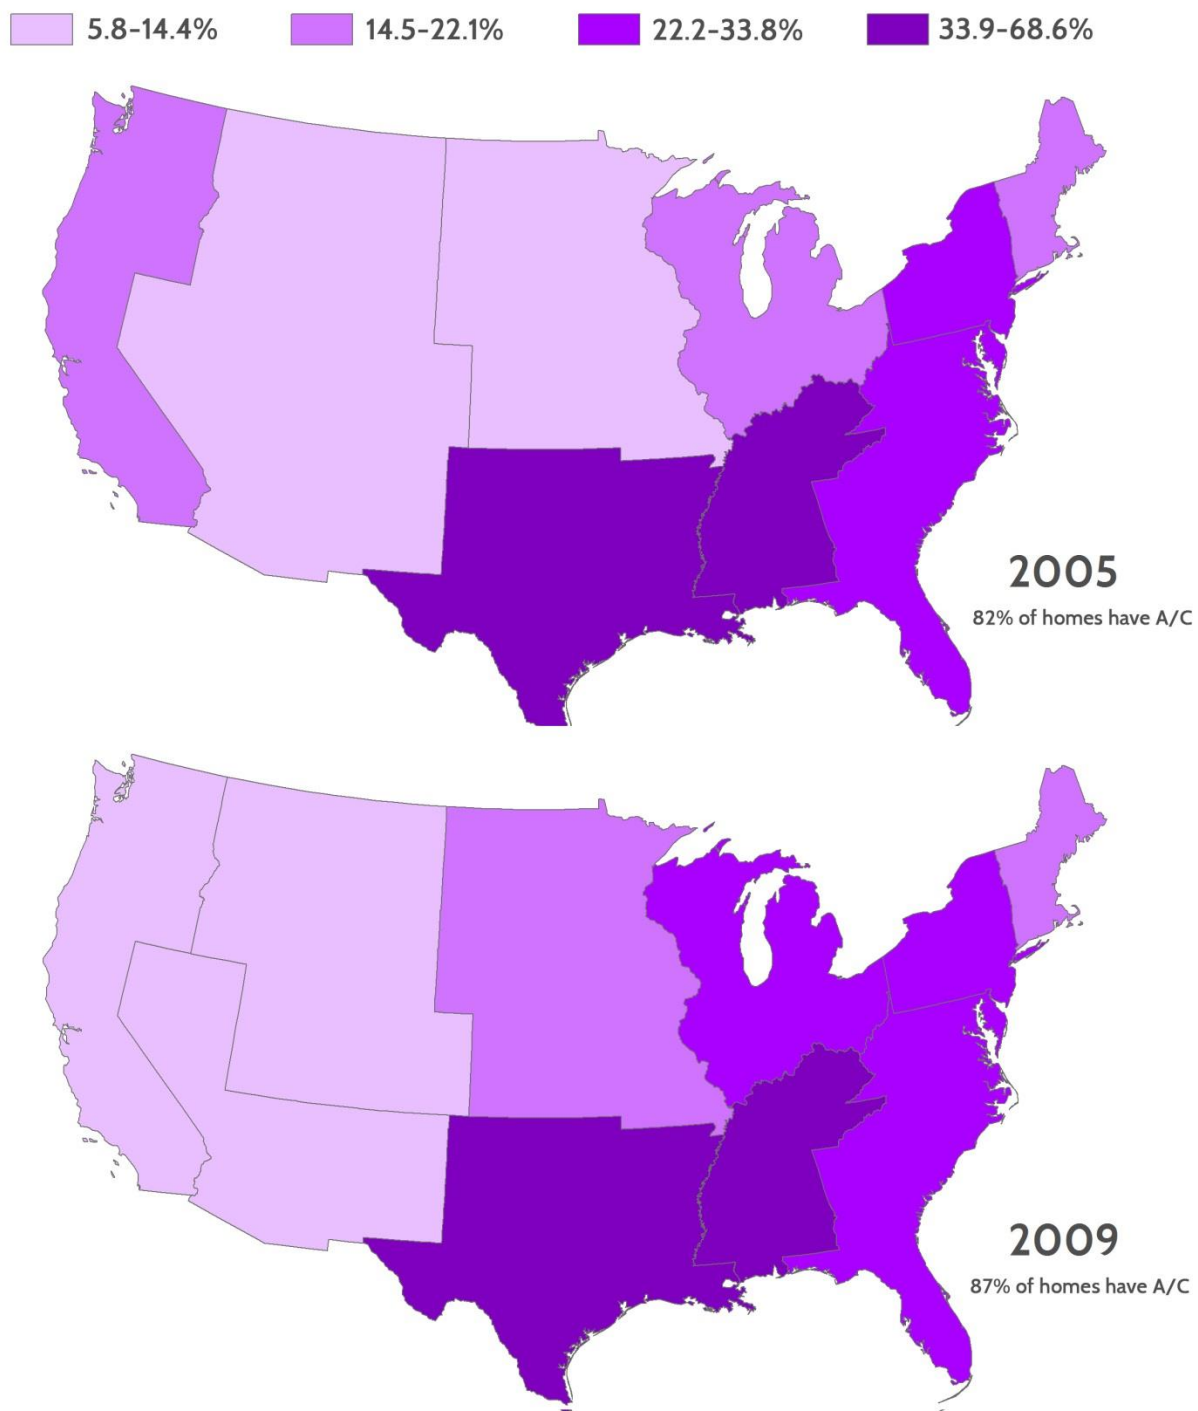 5.8–14.4% 14.5–22.1% 22.2–33.8% 33.9–68.6%
2005
82% of homes have A/C
2009
87% of homes have A/C